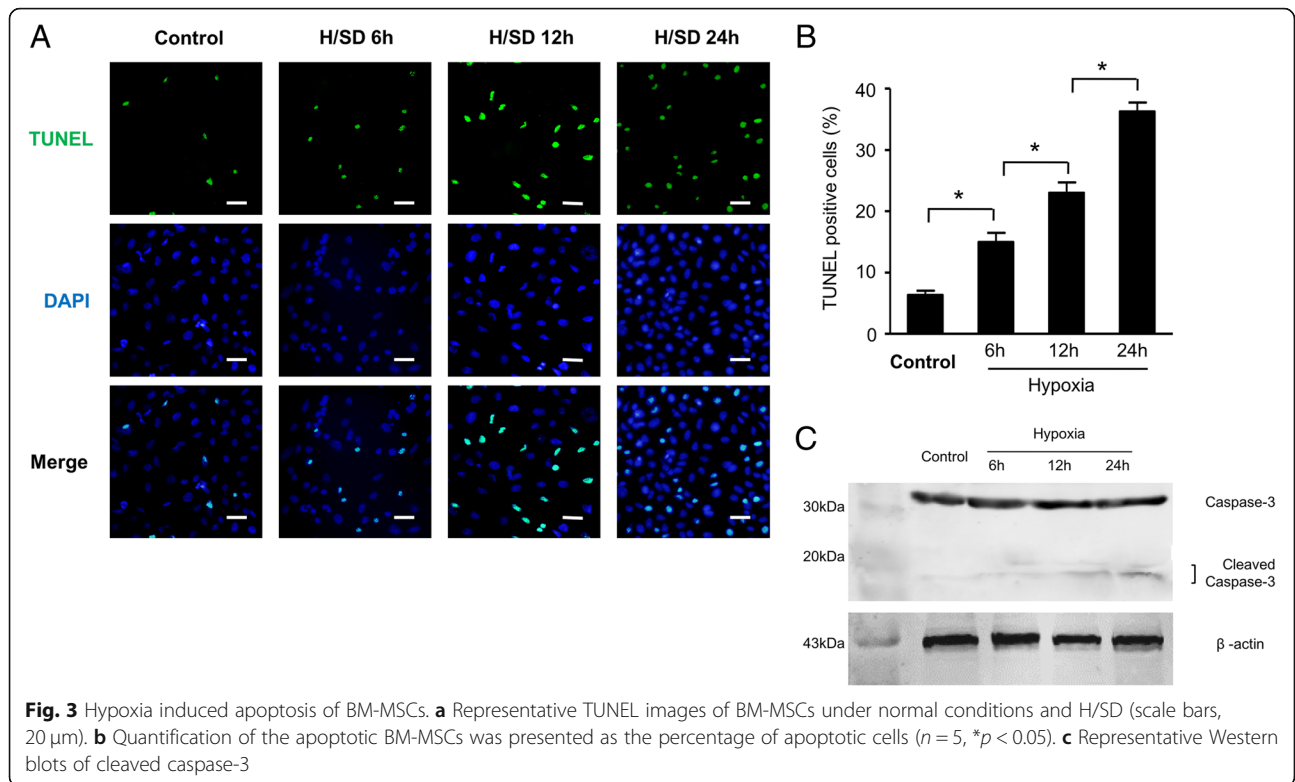 A
Control H/SD 6h H/SD 12h H/SD 24h
TUNEL
DAPI
Merge
B
TUNEL positive cells (%)
40
30
20
10
0
* * *
Control 6h 12h 24h
Hypoxia
C
Hypoxia
Control 6h 12h 24h
30kDa Caspase-3
20kDa Cleaved
Caspase-3
43kDa β -actin
Fig. 3 Hypoxia induced apoptosis of BM-MSCs. a Representative TUNEL images of BM-MSCs under normal conditions and H/SD (scale bars,
20 μm). b Quantification of the apoptotic BM-MSCs was presented as the percentage of apoptotic cells (n = 5, *p < 0.05). c Representative Western
blots of cleaved caspase-3